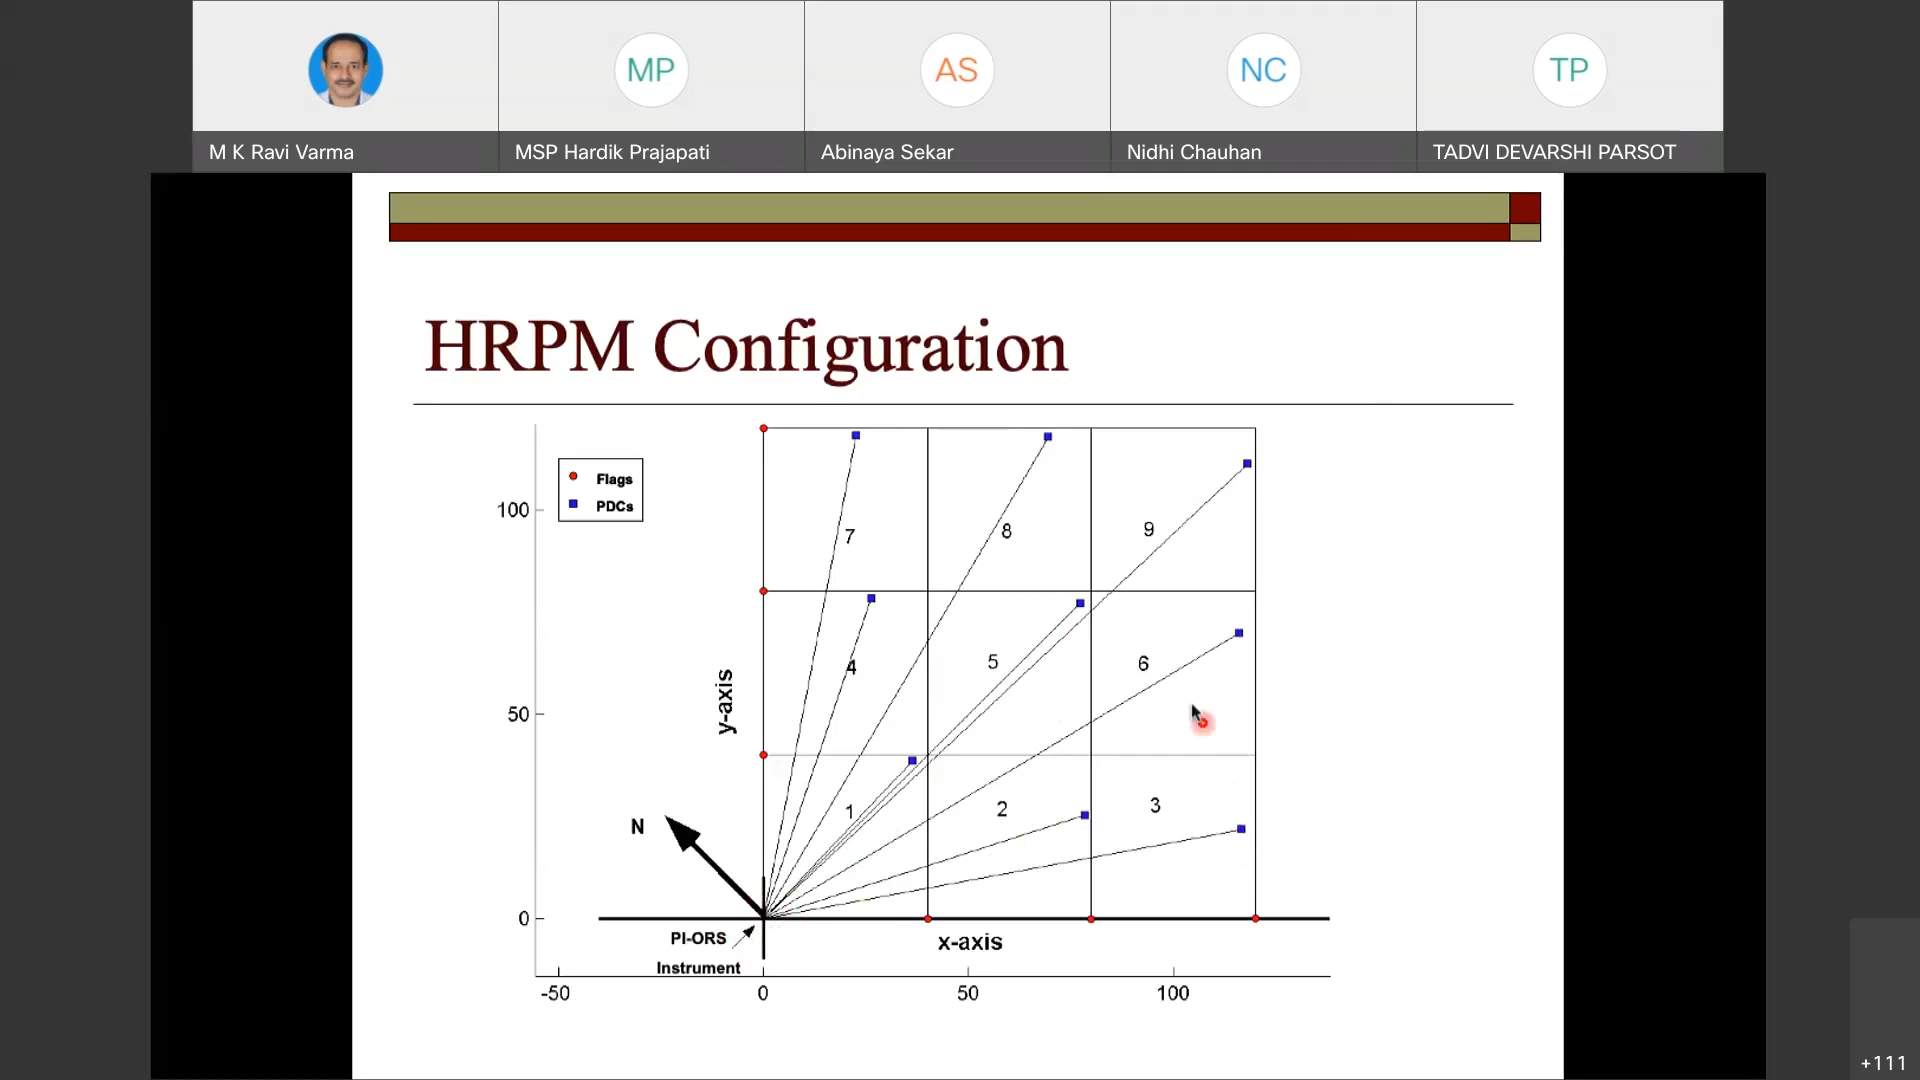 MP
AS
NC
TP
M K Ravi Varma
MSP Hardik Prajapati
Abinaya Sekar
Nidhi Chauhan
TADVI DEVARSHI PARSOT
HRPM Configuration
Flags
PDCs
100
7
8
9
4
5
6
50
y-axis
1
2
3
N
0
PI-ORS
Instrument
x-axis
-50
0
50
100
+111